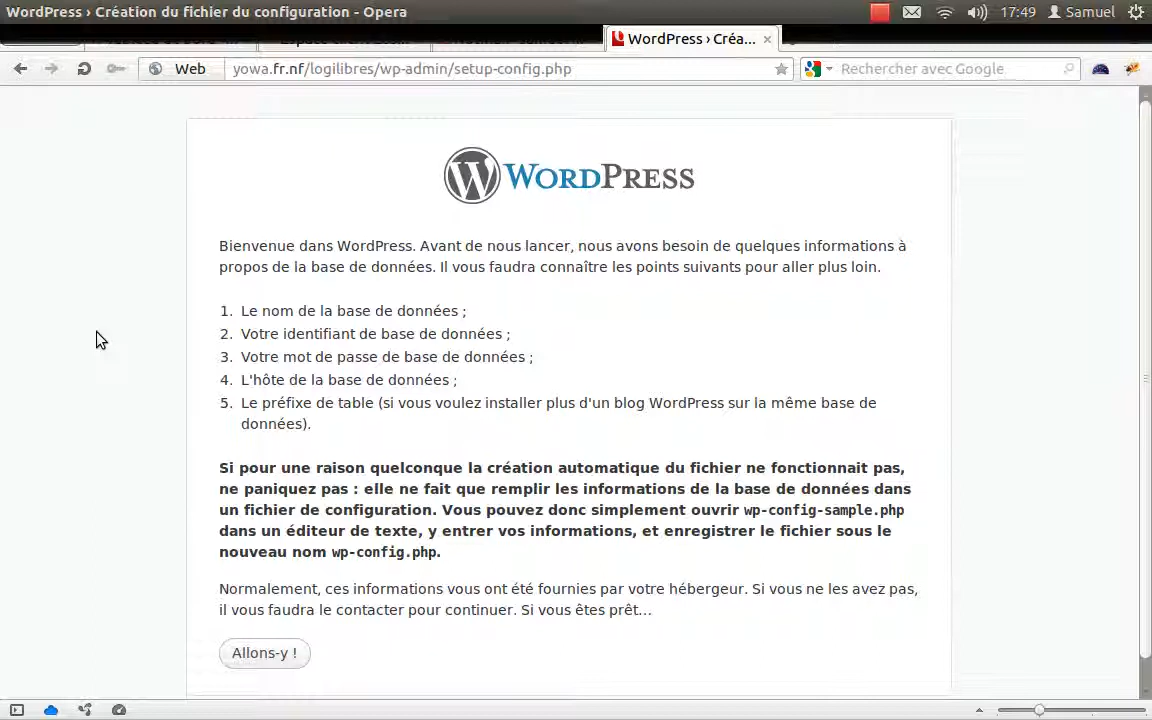 WordPress › Création du fichier du configuration - Opera
17:49 Samuel
WordPress › Créa...
Web
yowa.fr.nf/logilibres/wp-admin/setup-config.php
Rechercher avec Google
WORDPRESS
Bienvenue dans WordPress. Avant de nous lancer, nous avons besoin de quelques informations à
propos de la base de données. Il vous faudra connaître les points suivants pour aller plus loin.
1. Le nom de la base de données ;
2. Votre identifiant de base de données ;
3. Votre mot de passe de base de données ;
4. L'hôte de la base de données ;
5. Le préfixe de table (si vous voulez installer plus d'un blog WordPress sur la même base de
données).
Si pour une raison quelconque la création automatique du fichier ne fonctionnait pas,
ne paniquez pas : elle ne fait que remplir les informations de la base de données dans
un fichier de configuration. Vous pouvez donc simplement ouvrir wp-config-sample.php
dans un éditeur de texte, y entrer vos informations, et enregistrer le fichier sous le
nouveau nom wp-config.php.
Normalement, ces informations vous ont été fournies par votre hébergeur. Si vous ne les avez pas,
il vous faudra le contacter pour continuer. Si vous êtes prêt...
Allons-y !